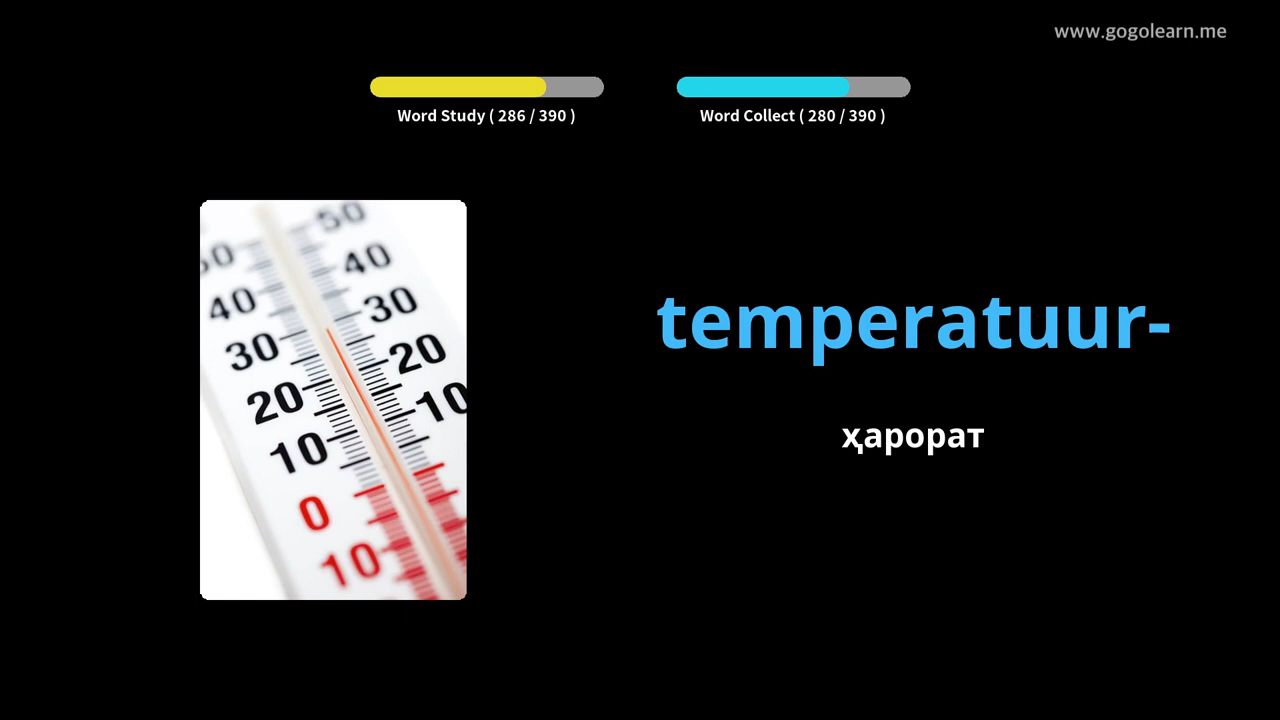 www.gogolearn.me
Word Study ( 286 / 390 )
Word Collect ( 280 / 390 )
50
50
40
40
30
30
20
20
10
10
0
10
temperatuur-
ҳарорат